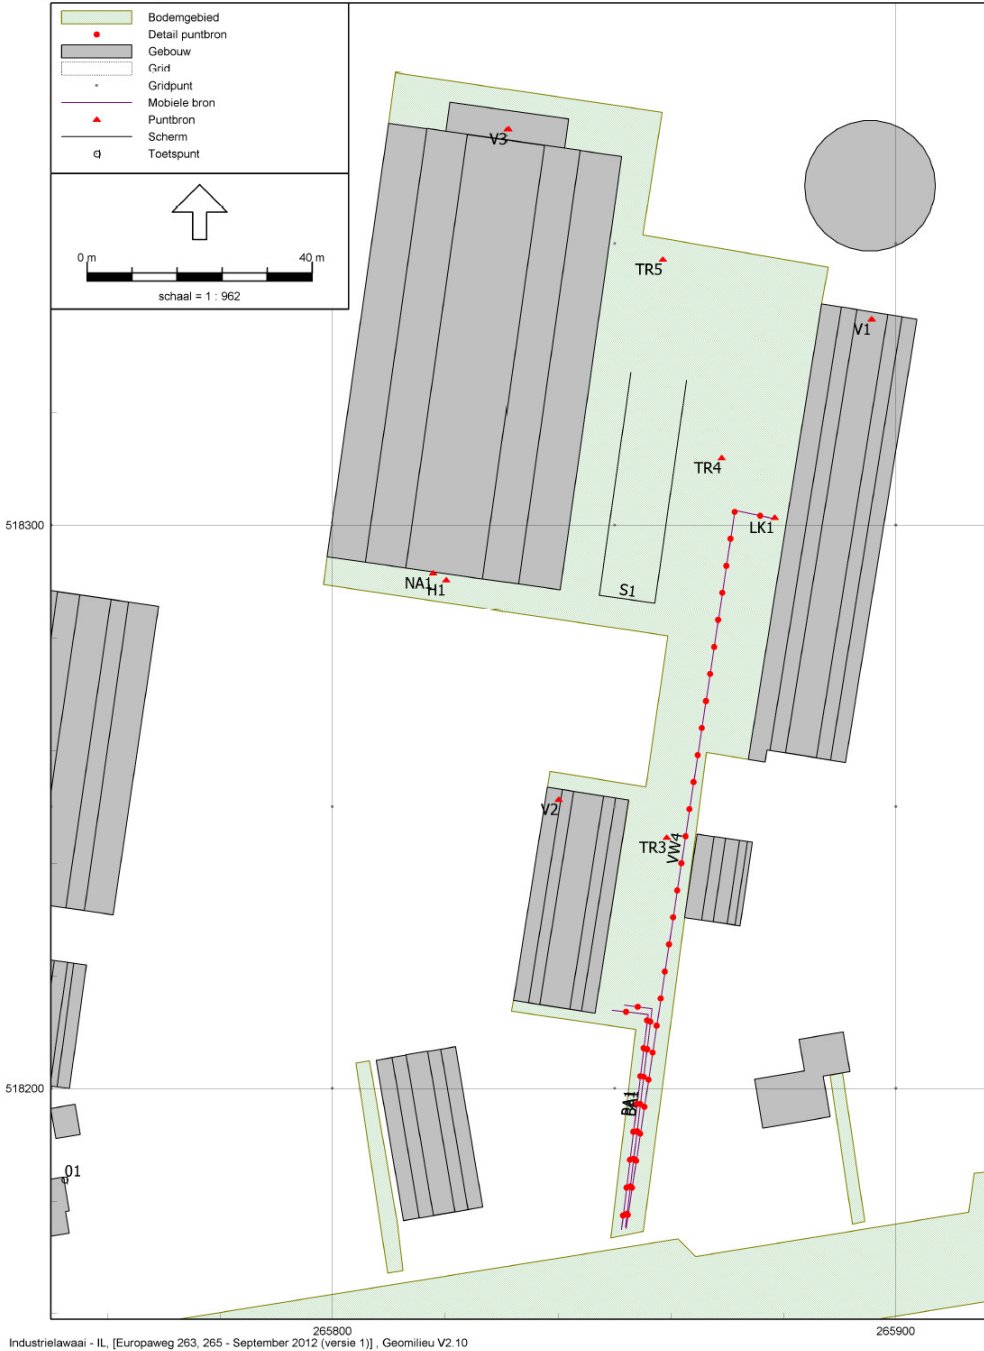 Bodemgebied
Detail puntbron
Gebouw
Grid
Gridpunt
Mobiele bron
Puntbron
Scherm
Toetspunt
0 m
40 m
schaal = 1 : 962
V3
TR5
V1
TR4
LK1
518300
NA1
H1
S1
V2
TR3
VW4
518200
BA1
01
265800
265900
Industrielawaai - IL, [Europaweg 263, 265 - September 2012 (versie 1)] , Geomilieu V2.10